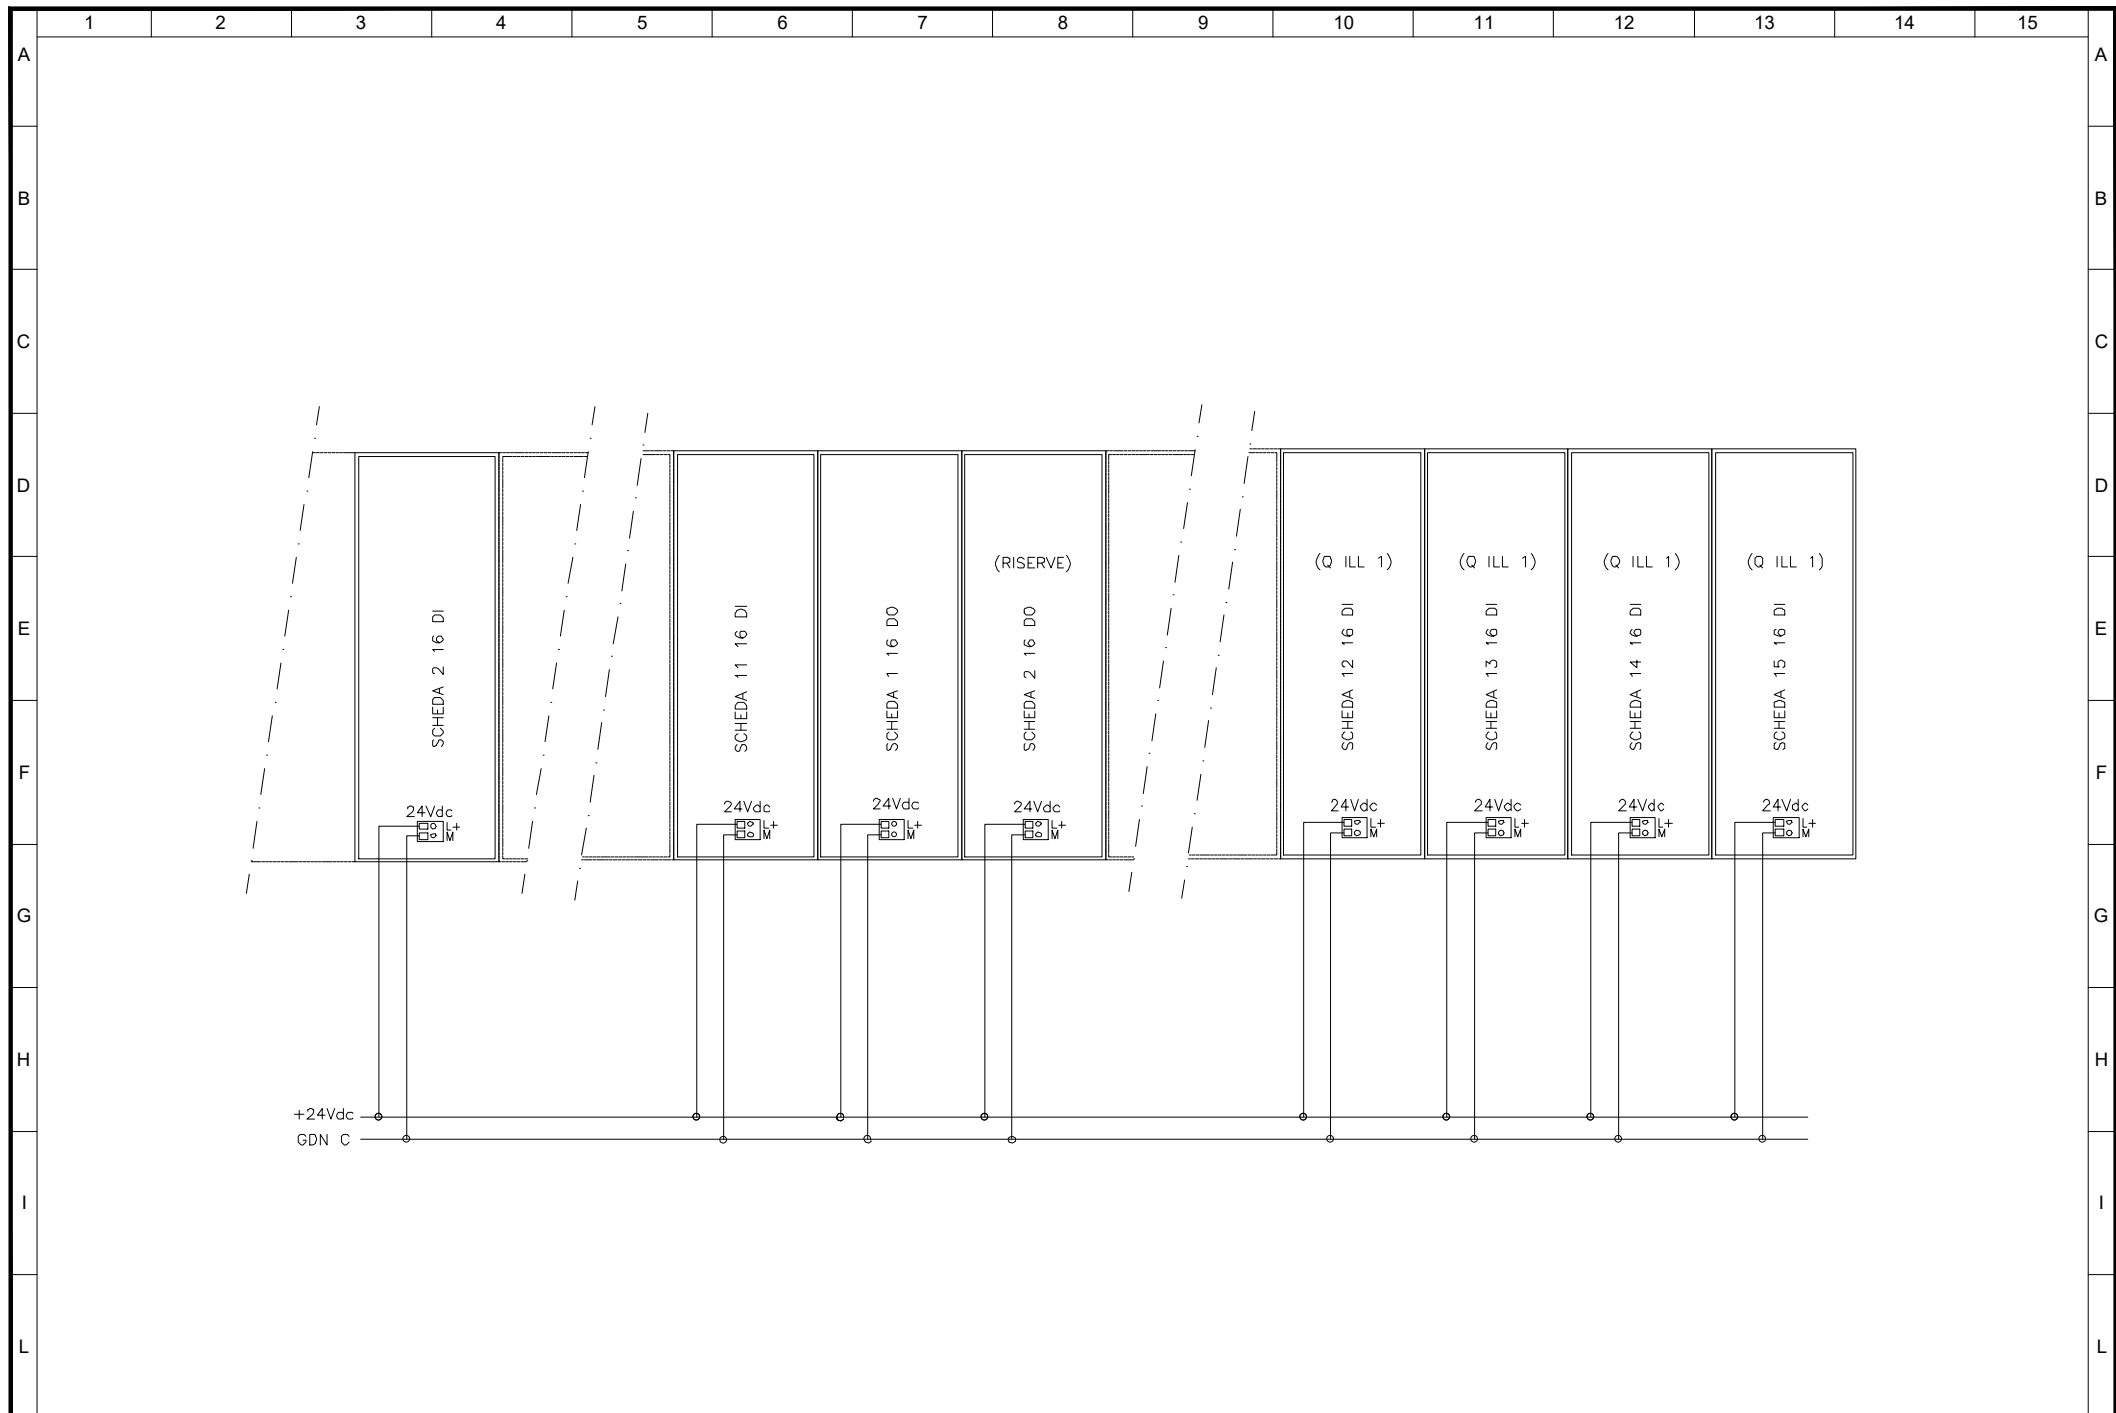 1 2 3 4 5 6 7 8 9 10 11 12 13 14 15
A A
B B
C C
D D
(RISERVE) (Q ILL 1) (Q ILL 1) (Q ILL 1) (Q ILL 1)
E E
SCHEDA 2 16 DI
SCHEDA 11 16 DI
SCHEDA 1 16 DO
SCHEDA 2 16 DO
SCHEDA 12 16 DI
SCHEDA 13 16 DI
SCHEDA 14 16 DI
SCHEDA 15 16 DI
F F
24Vdc 24Vdc 24Vdc 24Vdc 24Vdc 24Vdc 24Vdc 24Vdc
L+ L+ L+ L+ L+ L+ L+ L+
M M M M M M M M
G G
H H
+24Vdc
GDN C
I I
L L